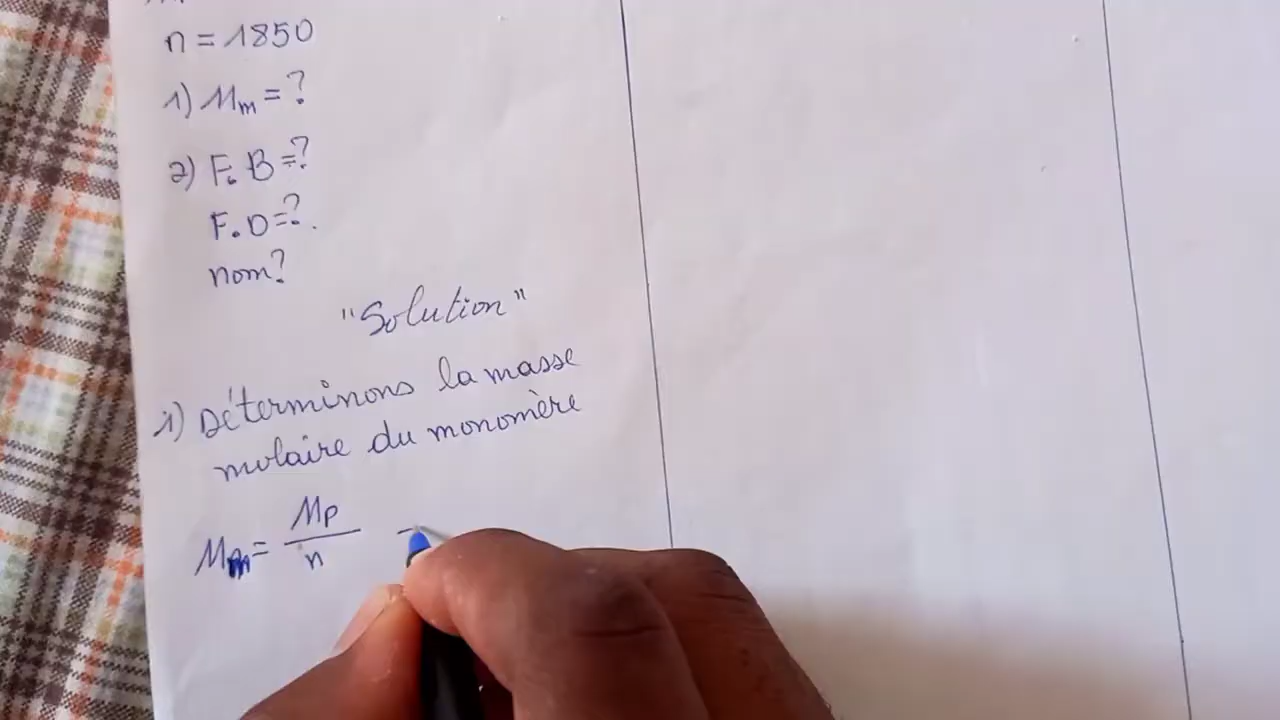 n = 1850
1) Mm = ?
2) F.B = ?
F.D = ?.
nom ?
"Solution"
1) Déterminons la masse
molaire du monomère
Mm = Mp / n